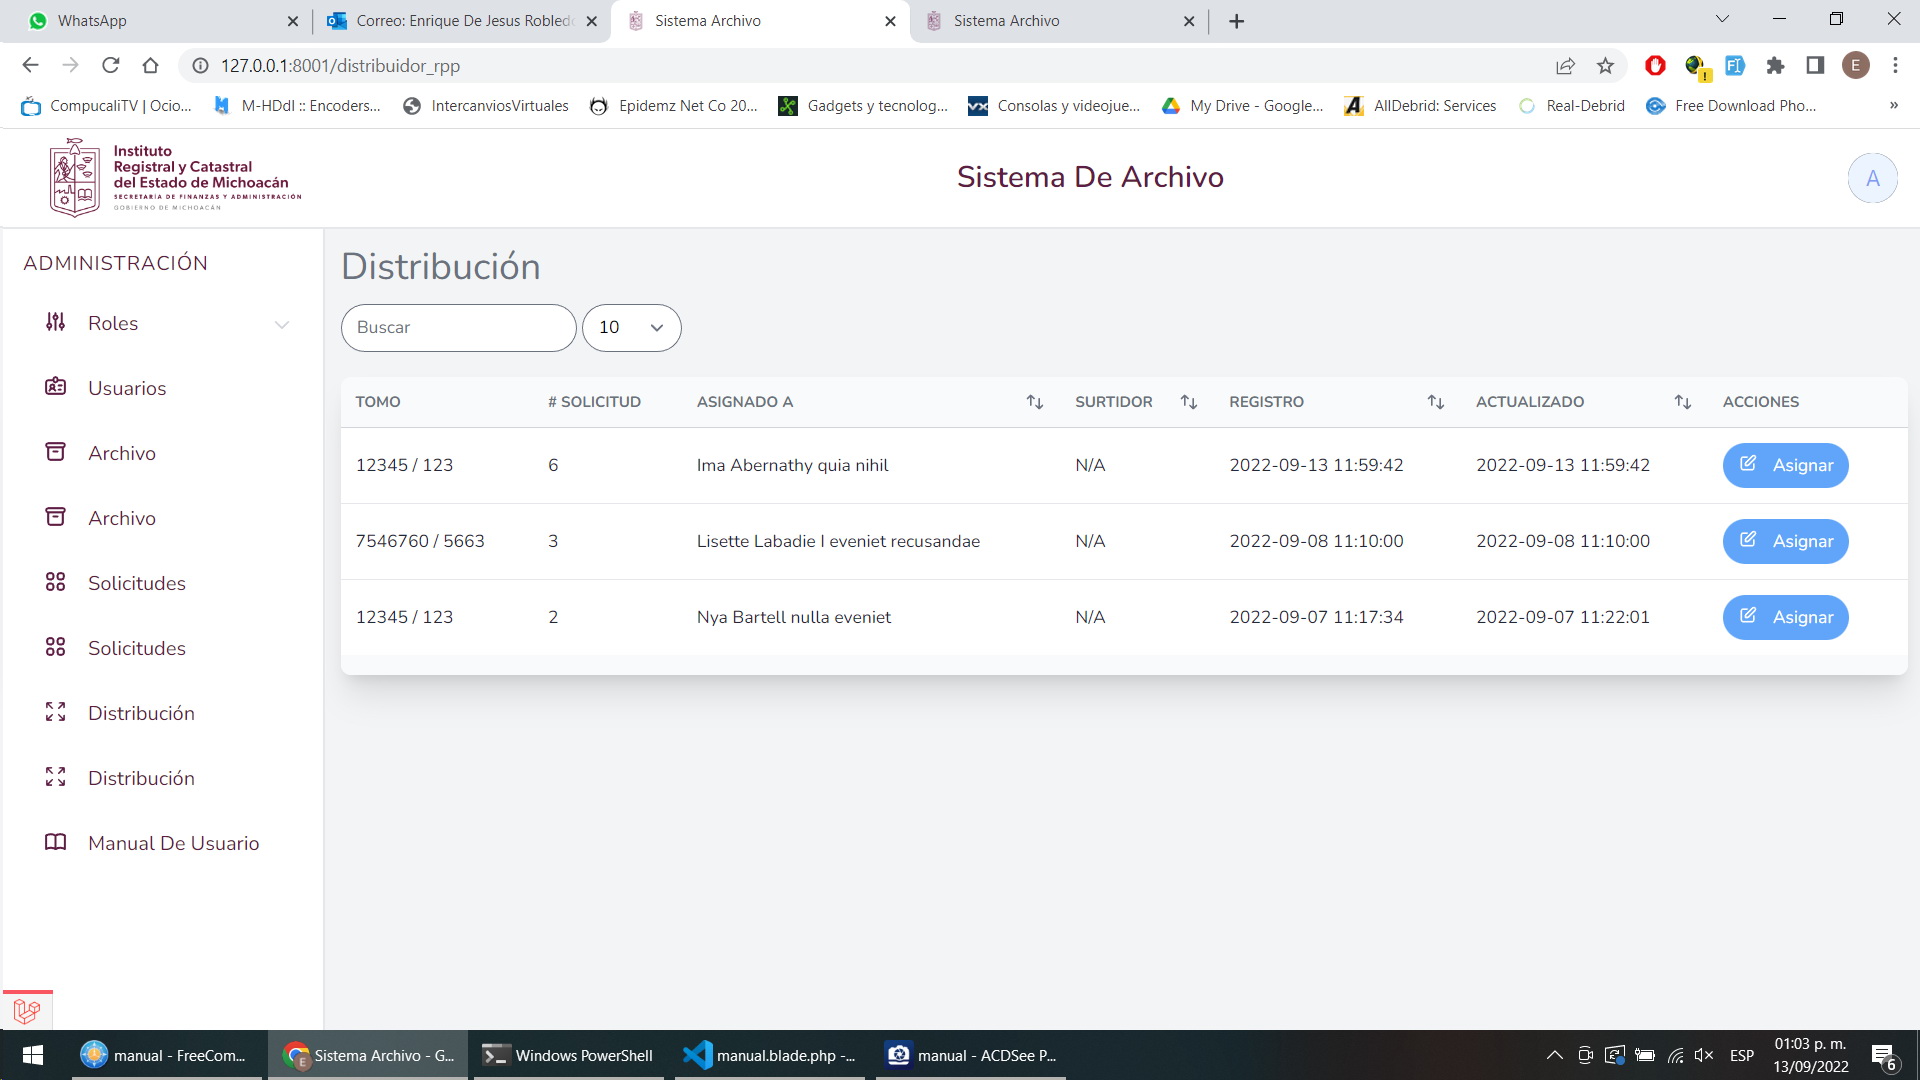 WhatsApp
Correo: Enrique De Jesus Robled
Sistema Archivo
Sistema Archivo
127.0.0.1:8001/distribuidor_rpp
E
CompucaliTV | Ocio...
M-HDdl :: Encoders...
IntercanviosVirtuales
Epidemz Net Co 20...
Gadgets y tecnolog...
Consolas y videojue...
My Drive - Google...
AllDebrid: Services
Real-Debrid
Free Download Pho...
»
Instituto
Registral y Catastral
del Estado de Michoacán
SECRETARÍA DE FINANZAS Y ADMINISTRACIÓN
GOBIERNO DE MICHOACÁN
Sistema De Archivo
A
ADMINISTRACIÓN
Roles
Usuarios
Archivo
Archivo
Solicitudes
Solicitudes
Distribución
Distribución
Manual De Usuario
Distribución
Buscar
10
TOMO # SOLICITUD ASIGNADO A SURTIDOR REGISTRO ACTUALIZADO ACCIONES
12345 / 123 6 Ima Abernathy quia nihil N/A 2022-09-13 11:59:42 2022-09-13 11:59:42 Asignar
7546760 / 5663 3 Lisette Labadie I eveniet recusandae N/A 2022-09-08 11:10:00 2022-09-08 11:10:00 Asignar
12345 / 123 2 Nya Bartell nulla eveniet N/A 2022-09-07 11:17:34 2022-09-07 11:22:01 Asignar
manual - FreeCom...
Sistema Archivo - G...
Windows PowerShell
manual.blade.php -...
manual - ACDSee P...
ESP
01:03 p. m.
13/09/2022
6